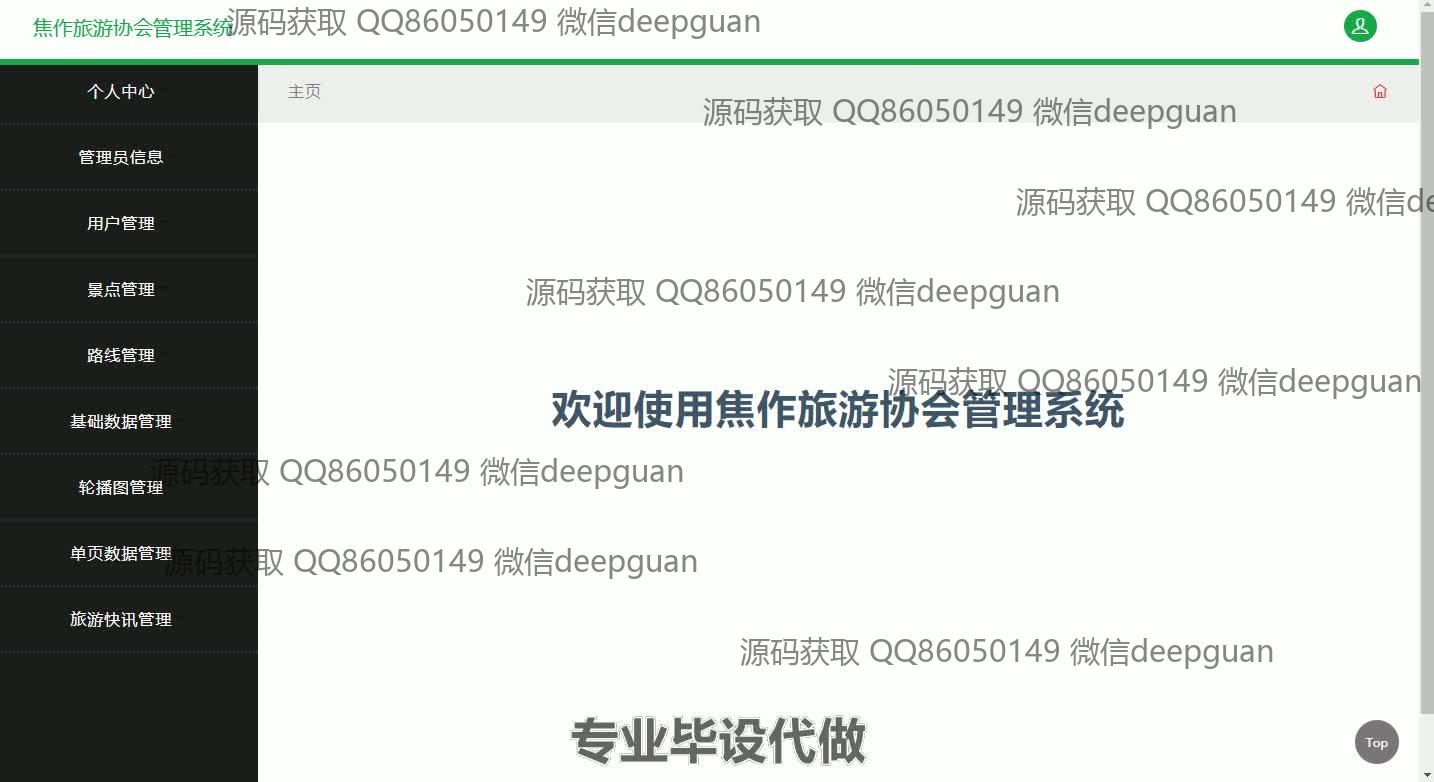 焦作旅游协会管理系统
源码获取 QQ86050149 微信deepguan
个人中心
主页
源码获取 QQ86050149 微信deepguan
管理员信息
源码获取 QQ86050149 微信de
用户管理
景点管理
源码获取 QQ86050149 微信deepguan
路线管理
源码获取 QQ86050149 微信deepguan
欢迎使用焦作旅游协会管理系统
基础数据管理
源码获取 QQ86050149 微信deepguan
轮播图管理
单页数据管理
源码获取 QQ86050149 微信deepguan
旅游快讯管理
源码获取 QQ86050149 微信deepguan
专业毕设代做
Top